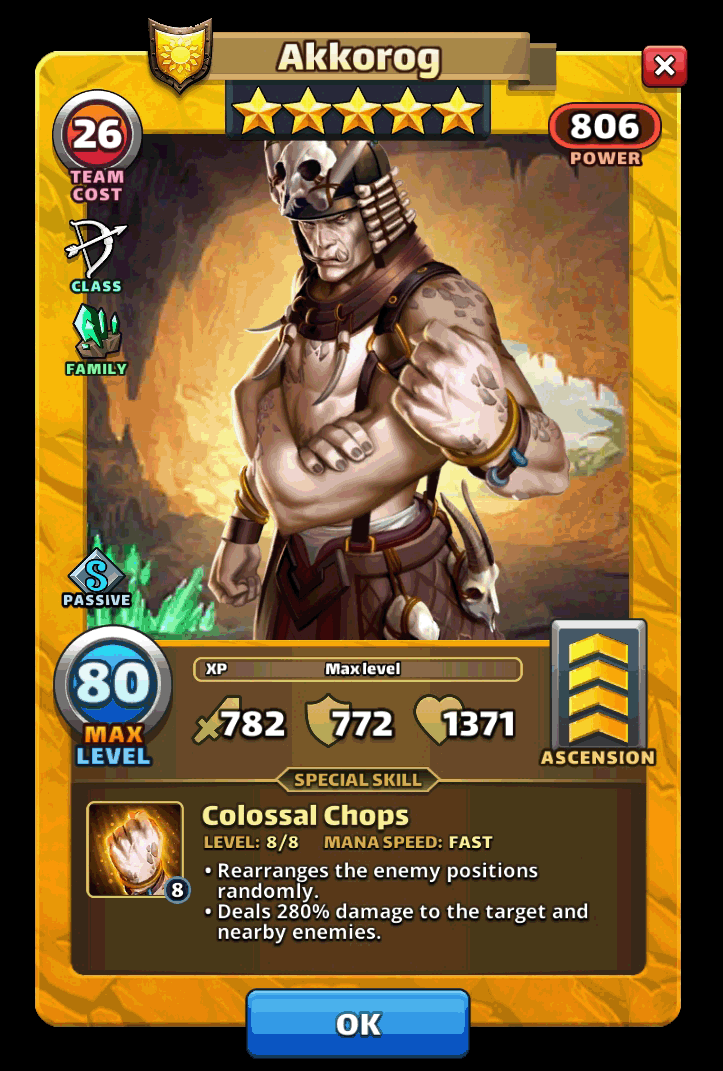 Akkorog
26
TEAM
COST
806
POWER
CLASS
FAMILY
S
PASSIVE
80
MAX
LEVEL
XP Max level
782 772 1371
ASCENSION
SPECIAL SKILL
Colossal Chops
LEVEL: 8/8 MANA SPEED: FAST
8
• Rearranges the enemy positions
randomly.
• Deals 280% damage to the target and
nearby enemies.
OK